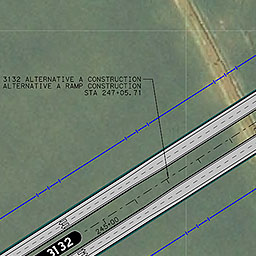 3132 ALTERNATIVE A CONSTRUCTION
ALTERNATIVE A RAMP CONSTRUCTION
STA 247+05.71
245+00
3132